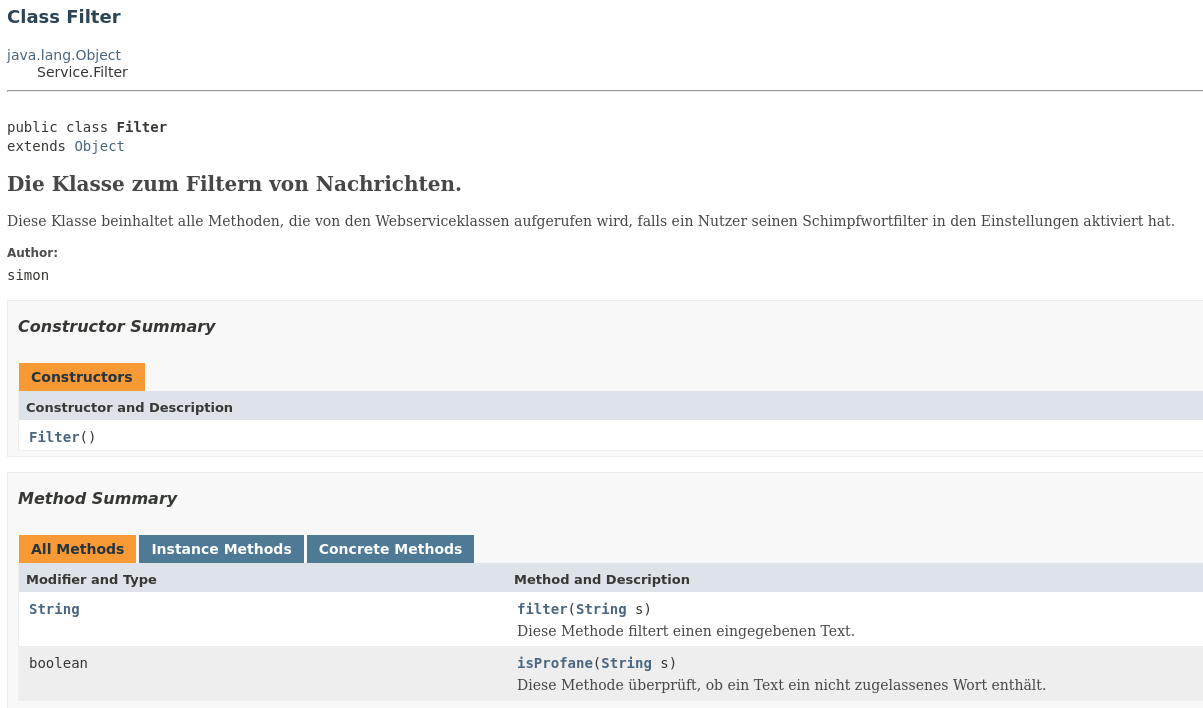 Class Filter
java.lang.Object
Service.Filter
public class Filter
extends Object
Die Klasse zum Filtern von Nachrichten.
Diese Klasse beinhaltet alle Methoden, die von den Webserviceklassen aufgerufen wird, falls ein Nutzer seinen Schimpfwortfilter in den Einstellungen aktiviert hat.
Author:
simon
Constructor Summary
Constructors
Constructor and Description
Filter()
Method Summary
All Methods Instance Methods Concrete Methods
Modifier and Type Method and Description
String filter(String s)
Diese Methode filtert einen eingegebenen Text.
boolean isProfane(String s)
Diese Methode überprüft, ob ein Text ein nicht zugelassenes Wort enthält.